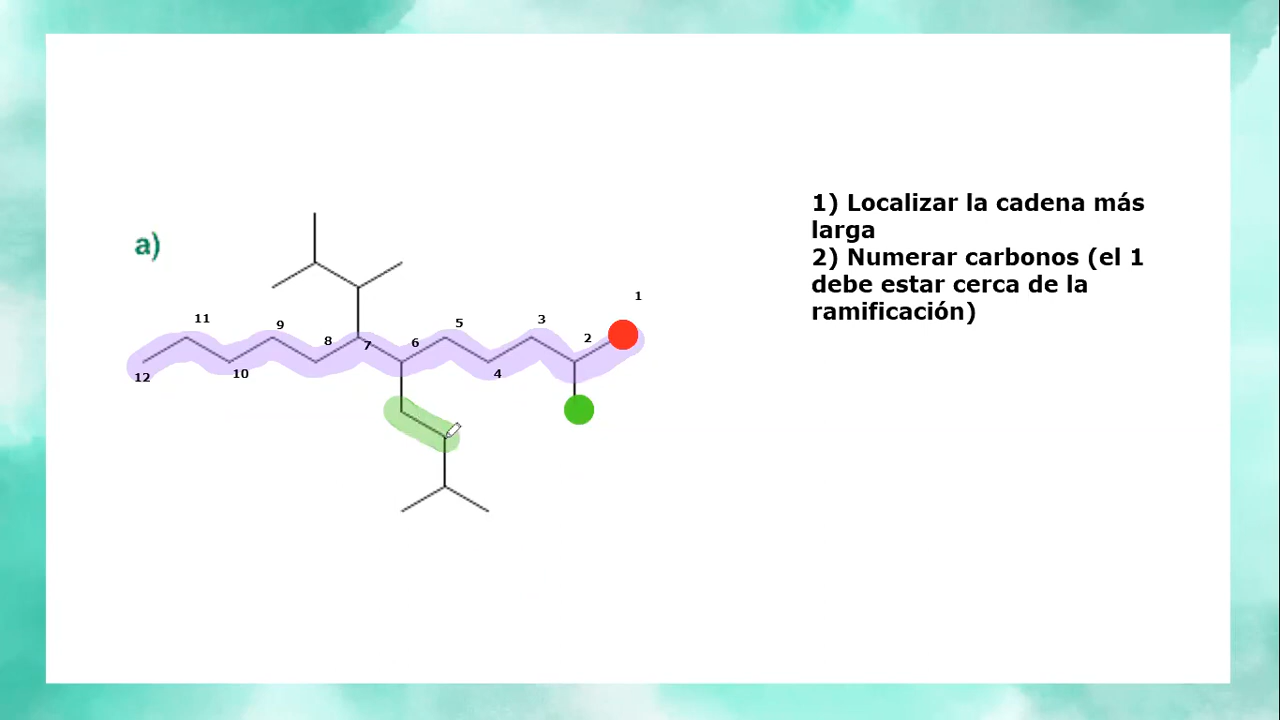 1) Localizar la cadena más
larga
2) Numerar carbonos (el 1
debe estar cerca de la
ramificación)
a)
1
11
9
3
5
2
8
7
6
12
10
4